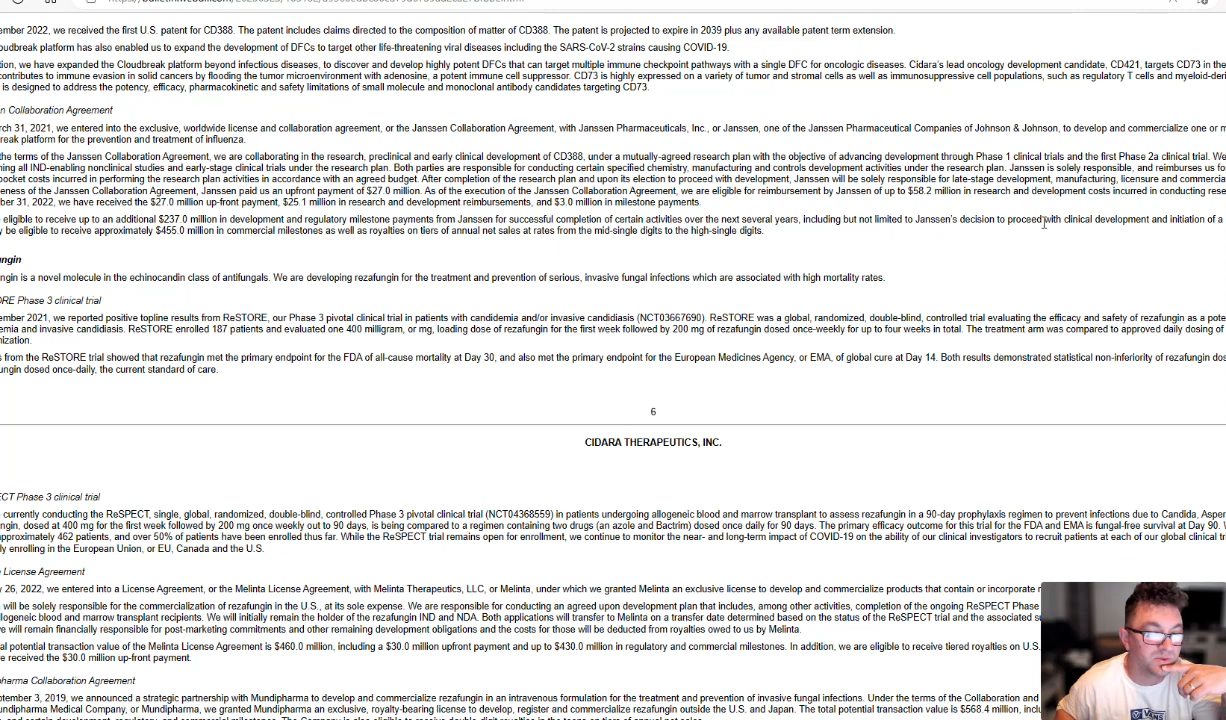 ember 2022, we received the first U.S. patent for CD388. The patent includes claims directed to the composition of matter of CD388. The patent is projected to expire in 2039 plus any available patent term extension.
oudbreak platform has also enabled us to expand the development of DFCs to target other life-threatening viral diseases including the SARS-CoV-2 strains causing COVID-19.
tion, we have expanded the Cloudbreak platform beyond infectious diseases, to discover and develop highly potent DFCs that can target multiple immune checkpoint pathways with a single DFC for oncologic diseases. Cidara's lead oncology development candidate, CD421, targets CD73 in the
contributes to immune evasion in solid cancers by flooding the tumor microenvironment with adenosine, a potent immune cell suppressor. CD73 is highly expressed on a variety of tumor and stromal cells as well as immunosuppressive cell populations, such as regulatory T cells and myeloid-deri
is designed to address the potency, efficacy, pharmacokinetic and safety limitations of small molecule and monoclonal antibody candidates targeting CD73.
n Collaboration Agreement
rch 31, 2021, we entered into the exclusive, worldwide license and collaboration agreement, or the Janssen Collaboration Agreement, with Janssen Pharmaceuticals, Inc., or Janssen, one of the Janssen Pharmaceutical Companies of Johnson & Johnson, to develop and commercialize one or m
reak platform for the prevention and treatment of influenza.
the terms of the Janssen Collaboration Agreement, we are collaborating in the research, preclinical and early clinical development of CD388, under a mutually-agreed research plan with the objective of advancing development through Phase 1 clinical trials and the first Phase 2a clinical trial. We
ning all IND-enabling nonclinical studies and early-stage clinical trials under the research plan. Both parties are responsible for conducting certain specified chemistry, manufacturing and controls development activities under the research plan. Janssen is solely responsible, and reimburses us fo
pocket costs incurred in performing the research plan activities in accordance with an agreed budget. After completion of the research plan and upon its election to proceed with development, Janssen will be solely responsible for late-stage development, manufacturing, licensure and commercia
eness of the Janssen Collaboration Agreement, Janssen paid us an upfront payment of $27.0 million. As of the execution of the Janssen Collaboration Agreement, we are eligible for reimbursement by Janssen of up to $58.2 million in research and development costs incurred in conducting rese
ber 31, 2022, we have received the $27.0 million up-front payment, $25.1 million in research and development reimbursements, and $3.0 million in milestone payments.
e eligible to receive up to an additional $237.0 million in development and regulatory milestone payments from Janssen for successful completion of certain activities over the next several years, including but not limited to Janssen's decision to proceed with clinical development and initiation of a
y be eligible to receive approximately $455.0 million in commercial milestones as well as royalties on tiers of annual net sales at rates from the mid-single digits to the high-single digits.
ngin
ngin is a novel molecule in the echinocandin class of antifungals. We are developing rezafungin for the treatment and prevention of serious, invasive fungal infections which are associated with high mortality rates.
ORE Phase 3 clinical trial
ember 2021, we reported positive topline results from ReSTORE, our Phase 3 pivotal clinical trial in patients with candidemia and/or invasive candidiasis (NCT03667690). ReSTORE was a global, randomized, double-blind, controlled trial evaluating the efficacy and safety of rezafungin as a pote
emia and invasive candidiasis. ReSTORE enrolled 187 patients and evaluated one 400 milligram, or mg, loading dose of rezafungin for the first week followed by 200 mg of rezafungin dosed once-weekly for up to four weeks in total. The treatment arm was compared to approved daily dosing of
nization.
s from the ReSTORE trial showed that rezafungin met the primary endpoint for the FDA of all-cause mortality at Day 30, and also met the primary endpoint for the European Medicines Agency, or EMA, of global cure at Day 14. Both results demonstrated statistical non-inferiority of rezafungin dos
ungin dosed once-daily, the current standard of care.
6
CIDARA THERAPEUTICS, INC.
ECT Phase 3 clinical trial
currently conducting the ReSPECT, single, global, randomized, double-blind, controlled Phase 3 pivotal clinical trial (NCT04368559) in patients undergoing allogeneic blood and marrow transplant to assess rezafungin in a 90-day prophylaxis regimen to prevent infections due to Candida, Asper
ngin, dosed at 400 mg for the first week followed by 200 mg once weekly out to 90 days, is being compared to a regimen containing two drugs (an azole and Bactrim) dosed once daily for 90 days. The primary efficacy outcome for this trial for the FDA and EMA is fungal-free survival at Day 90. W
approximately 462 patients, and over 50% of patients have been enrolled thus far. While the ReSPECT trial remains open for enrollment, we continue to monitor the near- and long-term impact of COVID-19 on the ability of our clinical investigators to recruit patients at each of our global clinical tri
ly enrolling in the European Union, or EU, Canada and the U.S.
License Agreement
y 26, 2022, we entered into a License Agreement, or the Melinta License Agreement, with Melinta Therapeutics, LLC, or Melinta, under which we granted Melinta an exclusive license to develop and commercialize products that contain or incorporate r
will be solely responsible for the commercialization of rezafungin in the U.S., at its sole expense. We are responsible for conducting an agreed upon development plan that includes, among other activities, completion of the ongoing ReSPECT Phase
llogeneic blood and marrow transplant recipients. We will initially remain the holder of the rezafungin IND and NDA. Both applications will transfer to Melinta on a transfer date determined based on the status of the ReSPECT trial and the associated su
ve will remain financially responsible for post-marketing commitments and other remaining development obligations and the costs for those will be deducted from royalties owed to us by Melinta.
al potential transaction value of the Melinta License Agreement is $460.0 million, including a $30.0 million upfront payment and up to $430.0 million in regulatory and commercial milestones. In addition, we are eligible to receive tiered royalties on U.S.
e received the $30.0 million up-front payment.
pharma Collaboration Agreement
ptember 3, 2019, we announced a strategic partnership with Mundipharma to develop and commercialize rezafungin in an intravenous formulation for the treatment and prevention of invasive fungal infections. Under the terms of the Collaboration and
undipharma Medical Company, or Mundipharma, we granted Mundipharma an exclusive, royalty-bearing license to develop, register and commercialize rezafungin outside the U.S. and Japan. The total potential transaction value is $568.4 million, inclu
VANS